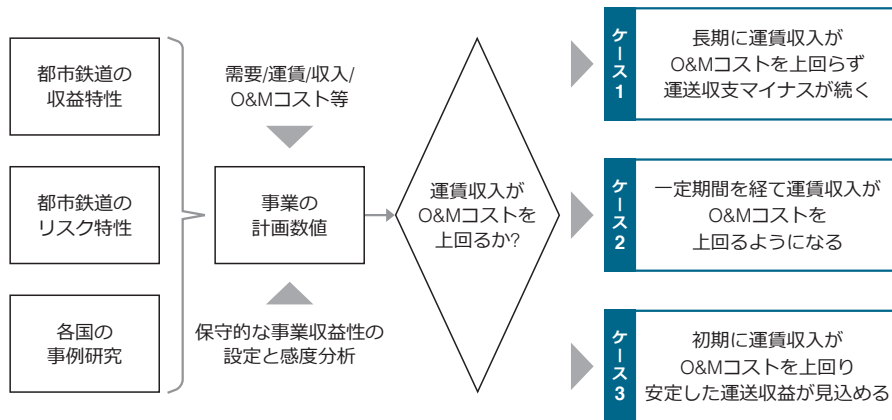 都市鉄道の
収益特性
都市鉄道の
リスク特性
各国の
事例研究
需要/運賃/収入/
O&Mコスト等
事業の
計画数値
保守的な事業収益性の
設定と感度分析
運賃収入が
O&Mコストを
上回るか?
ケース1
長期に運賃収入が
O&Mコストを上回らず
運送収支マイナスが続く
ケース2
一定期間を経て運賃収入が
O&Mコストを
上回るようになる
ケース3
初期に運賃収入が
O&Mコストを上回り
安定した運送収益が見込める